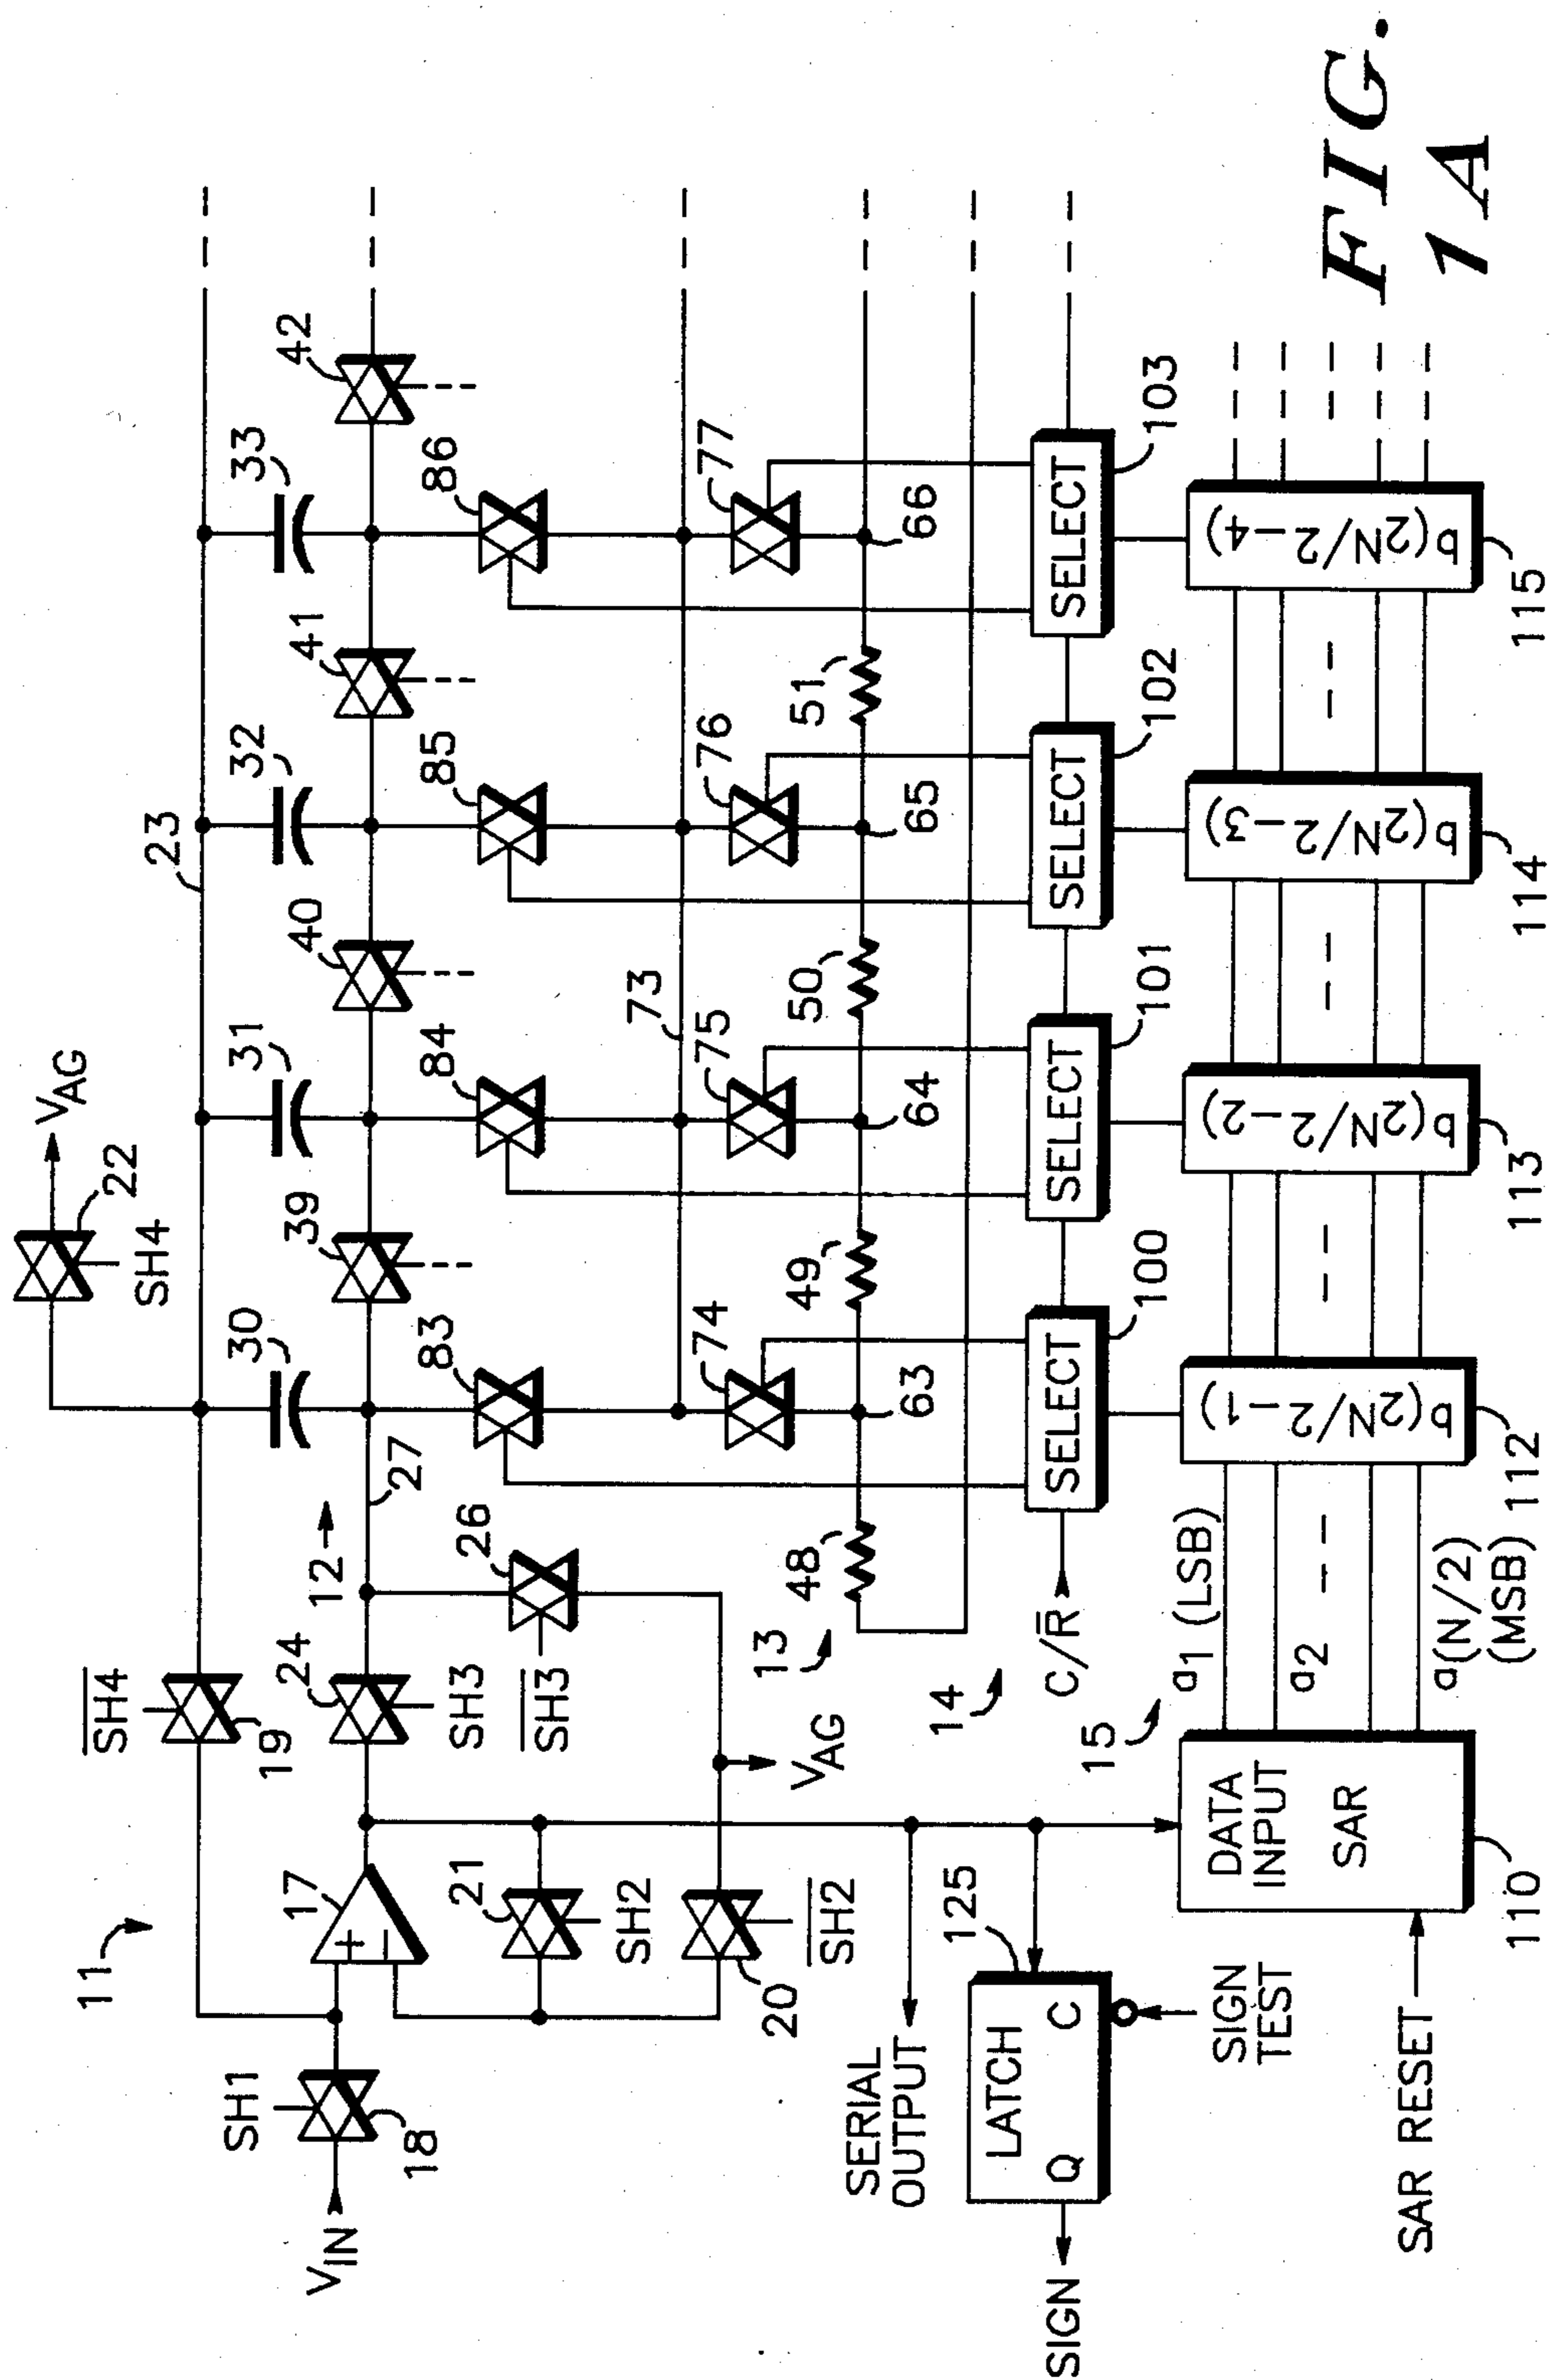 FIG. 1A
11
SH1
18
VIN
17
+
−
SH4
19
21
SH2
SH2
20
24
SH3
SH3
26
12
27
VAG
VAG
SH4
22
23
30
31
32
33
39
40
41
42
83
84
85
86
73
74
75
76
77
13
48
49
50
51
63
64
65
66
14
C/R
SELECT
SELECT
SELECT
SELECT
100
101
102
103
15
a1 (LSB)
a2
a(N/2)
(MSB)
b(2N/2−1)
b(2N/2−2)
b(2N/2−3)
b(2N/2−4)
112
113
114
115
DATA
INPUT
SAR
110
SAR RESET
SERIAL
OUTPUT
125
LATCH
Q
C
SIGN
SIGN
TEST